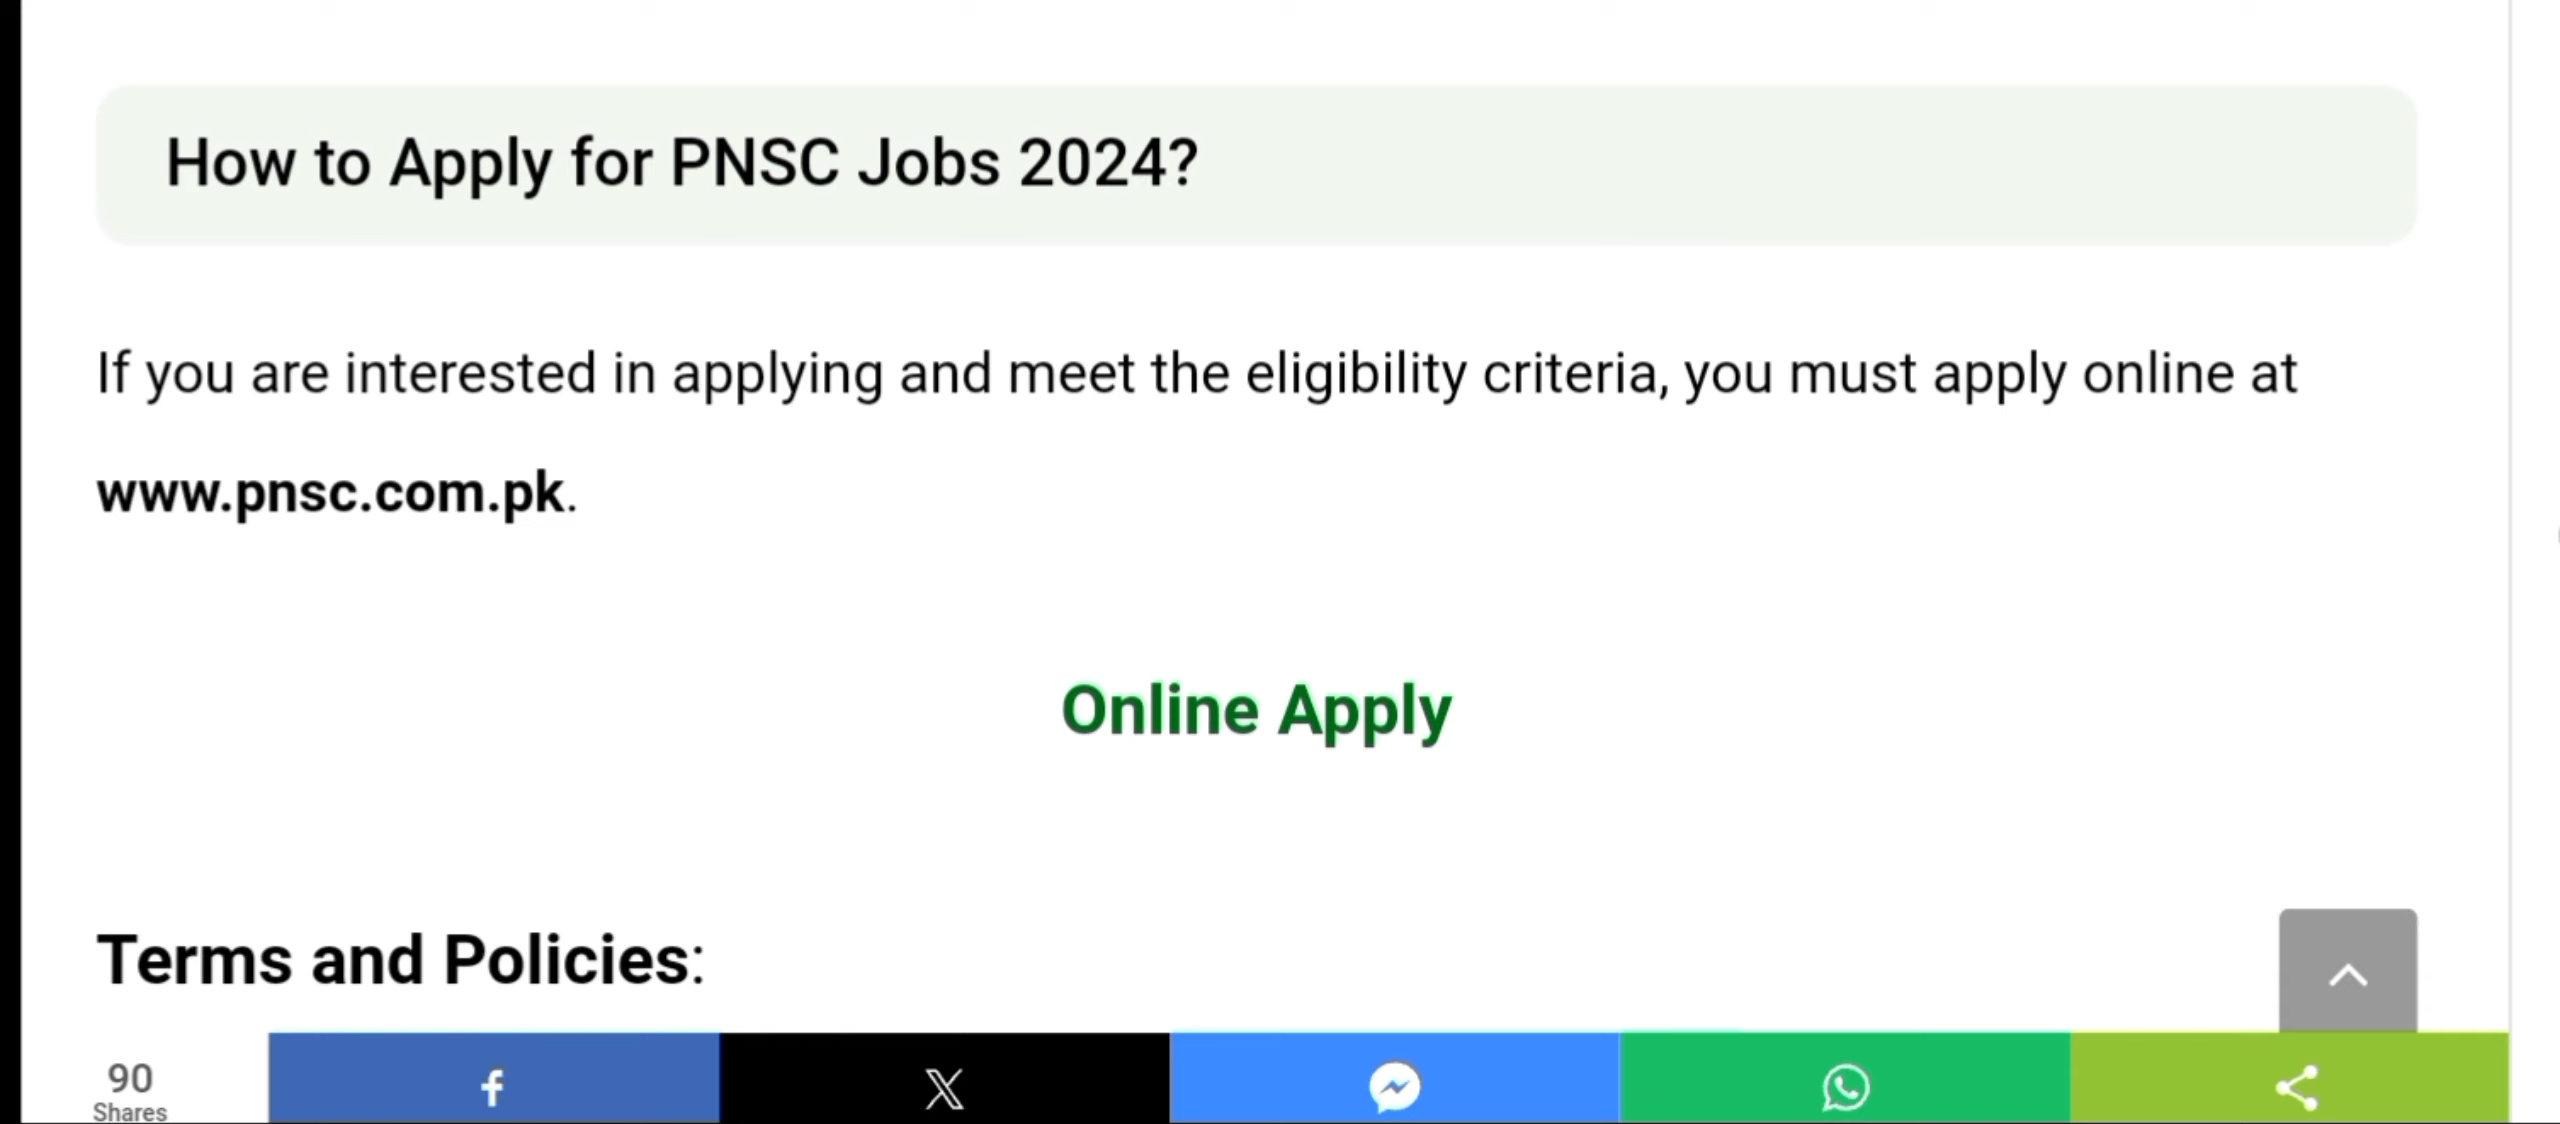 How to Apply for PNSC Jobs 2024?
If you are interested in applying and meet the eligibility criteria, you must apply online at
www.pnsc.com.pk.
Online Apply
Terms and Policies:
90
Shares